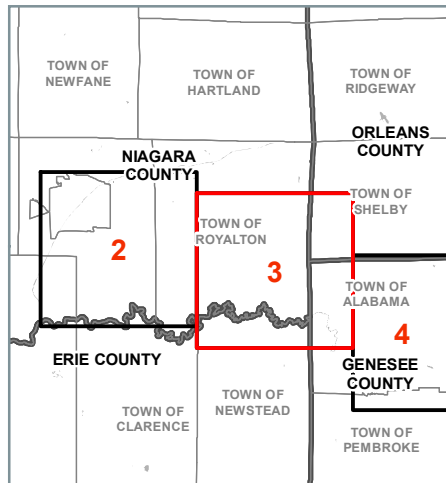 TOWN OF
NEWFANE
TOWN OF
HARTLAND
TOWN OF
RIDGEWAY
ORLEANS
COUNTY
NIAGARA
COUNTY
TOWN OF
SHELBY
TOWN OF
ROYALTON
2
3
TOWN OF
ALABAMA
4
ERIE COUNTY
GENESEE
COUNTY
TOWN OF
CLARENCE
TOWN OF
NEWSTEAD
TOWN OF
PEMBROKE